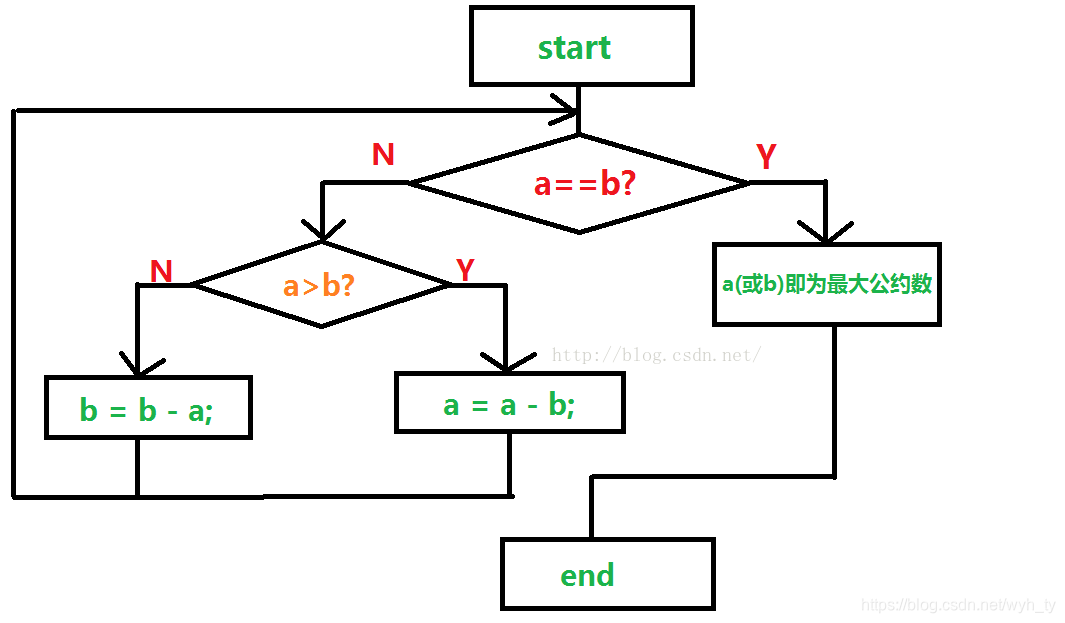 start
N
Y
a==b?
N
a>b?
Y
a(或b)即为最大公约数
http://blog.csdn.net/
b = b - a;
a = a - b;
end
https://blog.csdn.net/wyh_ty